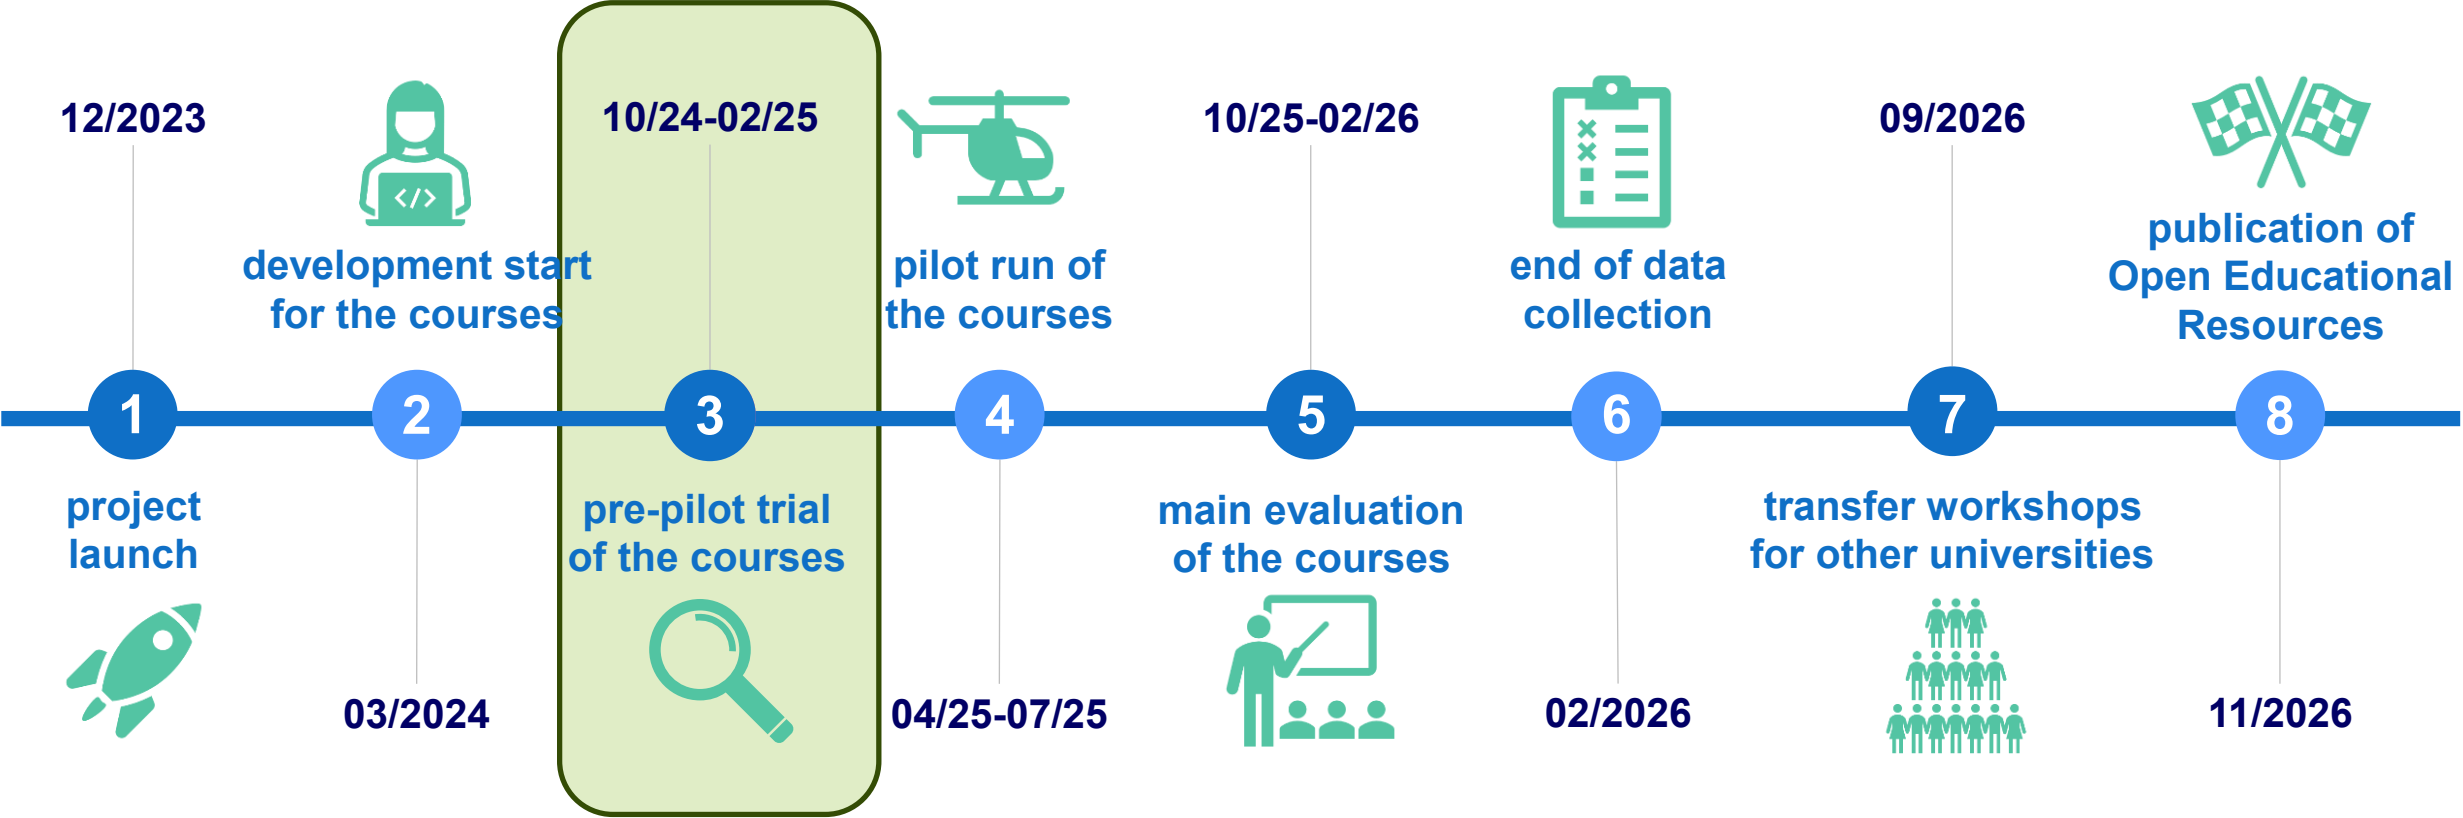 12/2023
1
project
launch
</>
development start
for the courses
2
03/2024
10/24-02/25
3
pre-pilot trial
of the courses
pilot run of
the courses
4
04/25-07/25
10/25-02/26
5
main evaluation
of the courses
end of data
collection
6
02/2026
09/2026
7
transfer workshops
for other universities
publication of
Open Educational
Resources
8
11/2026